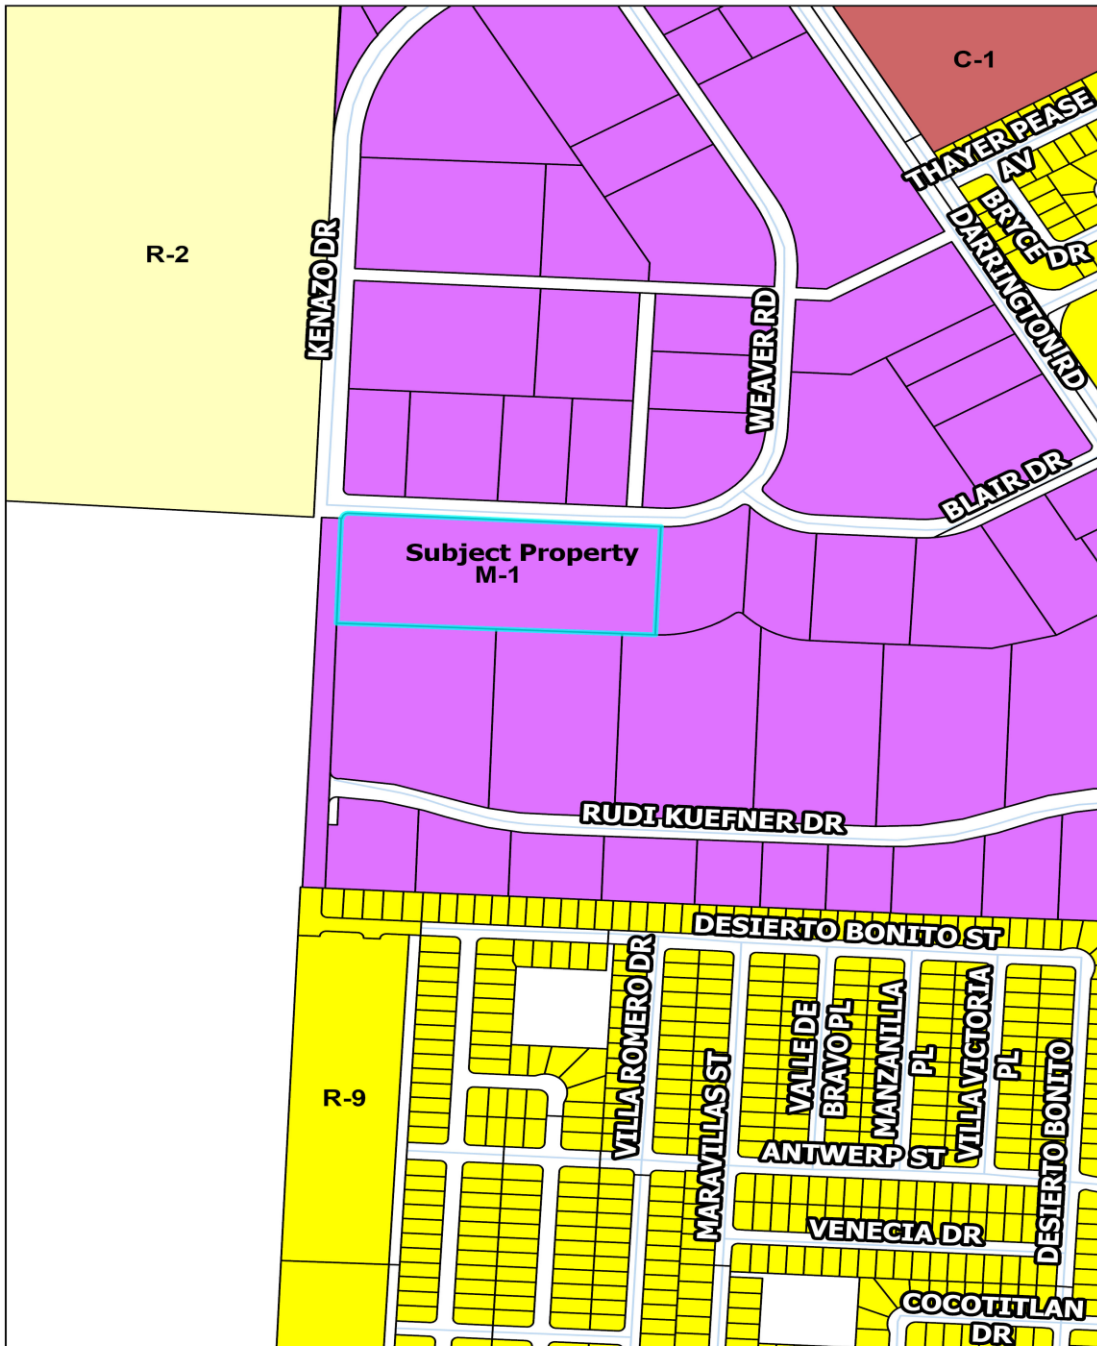 C-1
THAYER PEASE
AV
BRYCE DR
DARRINGTON RD
R-2
KENAZO DR
WEAVER RD
BLAIR DR
Subject Property
M-1
RUDI KUEFNER DR
DESIERTO BONITO ST
VILLA ROMERO DR
MARAVILLAS ST
VALLE DE
BRAVO PL
MANZANILLA
PL
VILLA VICTORIA
PL
DESIERTO BONITO
R-9
ANTWERP ST
VENECIA DR
COCOTITLAN
DR